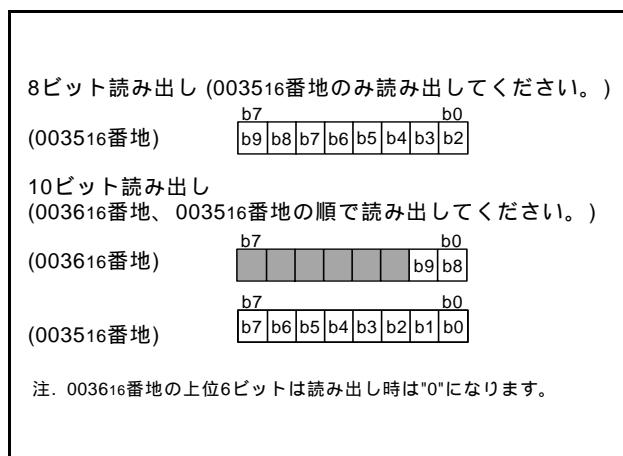 8ビット読み出し (003516番地のみ読み出してください。)
b7 b0
(003516番地) b9 b8 b7 b6 b5 b4 b3 b2
10ビット読み出し
(003616番地、003516番地の順で読み出してください。)
b7 b0
(003616番地) b9 b8
b7 b0
(003516番地) b7 b6 b5 b4 b3 b2 b1 b0
注. 003616番地の上位6ビットは読み出し時は"0"になります。